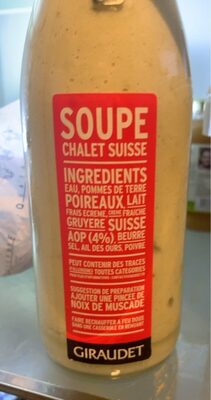 SOUPE
CHALET SUISSE
INGREDIENTS
EAU, POMMES DE TERRE
POIREAUX, LAIT
FRAIS ECREME, CREME FRAICHE
GRUYERE SUISSE
AOP (4%), BEURRE
SEL, AIL DES OURS, POIVRE
PEUT CONTENIR DES TRACES
TOUTES CATEGORIES
SUGGESTION DE PREPARATION
AJOUTER UNE PINCEE DE
NOIX DE MUSCADE
FAIRE RECHAUFFER A FEU DOUX
DANS UNE CASSEROLE EN REMUANT
GIRAUDET